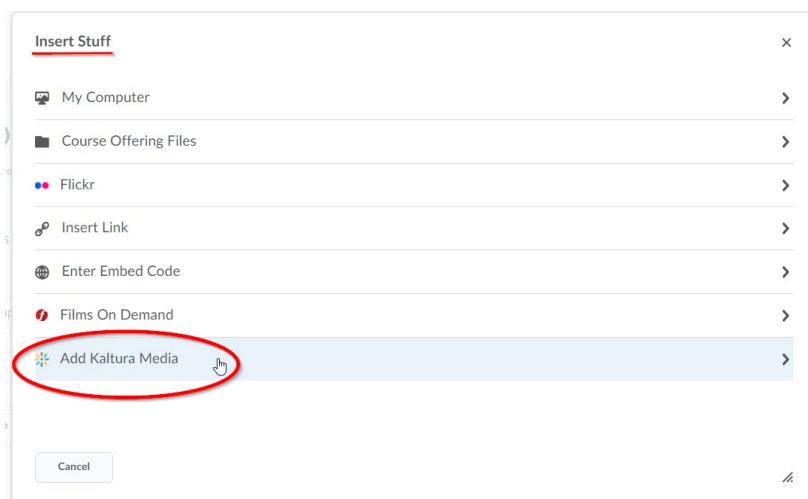 Insert Stuff
My Computer
Course Offering Files
Flickr
Insert Link
Enter Embed Code
Films On Demand
Add Kaltura Media
Cancel